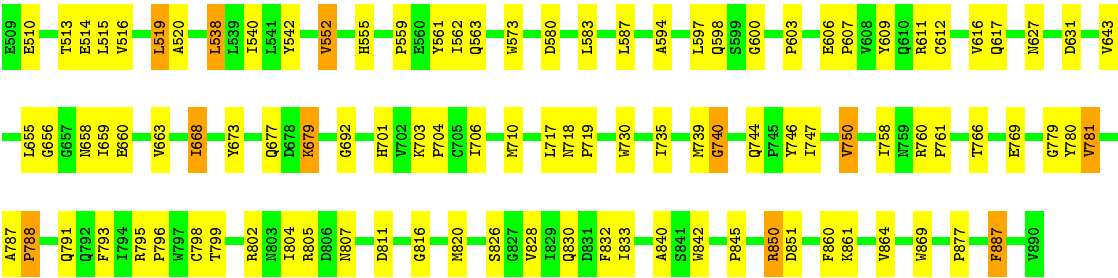 E509 E510 T513 E514 L515 V516 L519 A520 L538 L539 I540 L541 Y542 V552 H555 P559 E560 Y561 I562 Q563 W573 D580 L583 L587 A594 L597 Q598 S599 G600 P603 E606 P607 V608 Y609 Q610 R611 C612 V616 Q617 N627 D631 V643
L655 G656 G657 N658 I659 E660 V663 I668 Y673 Q677 D678 K679 G692 H701 V702 K703 P704 C705 I706 M710 L717 N718 P719 W730 I735 M739 G740 Q744 P745 Y746 I747 V750 I758 N759 R760 P761 T766 E769 G779 Y780 V781
A787 P788 Q791 Q792 F793 I794 R795 P796 W797 C798 T799 R802 N803 I804 R805 D806 N807 D811 G816 M820 S826 G827 V828 I829 Q830 D831 F832 I833 A840 S841 W842 P845 R850 D851 F860 K861 V864 W869 P877 F887 V890